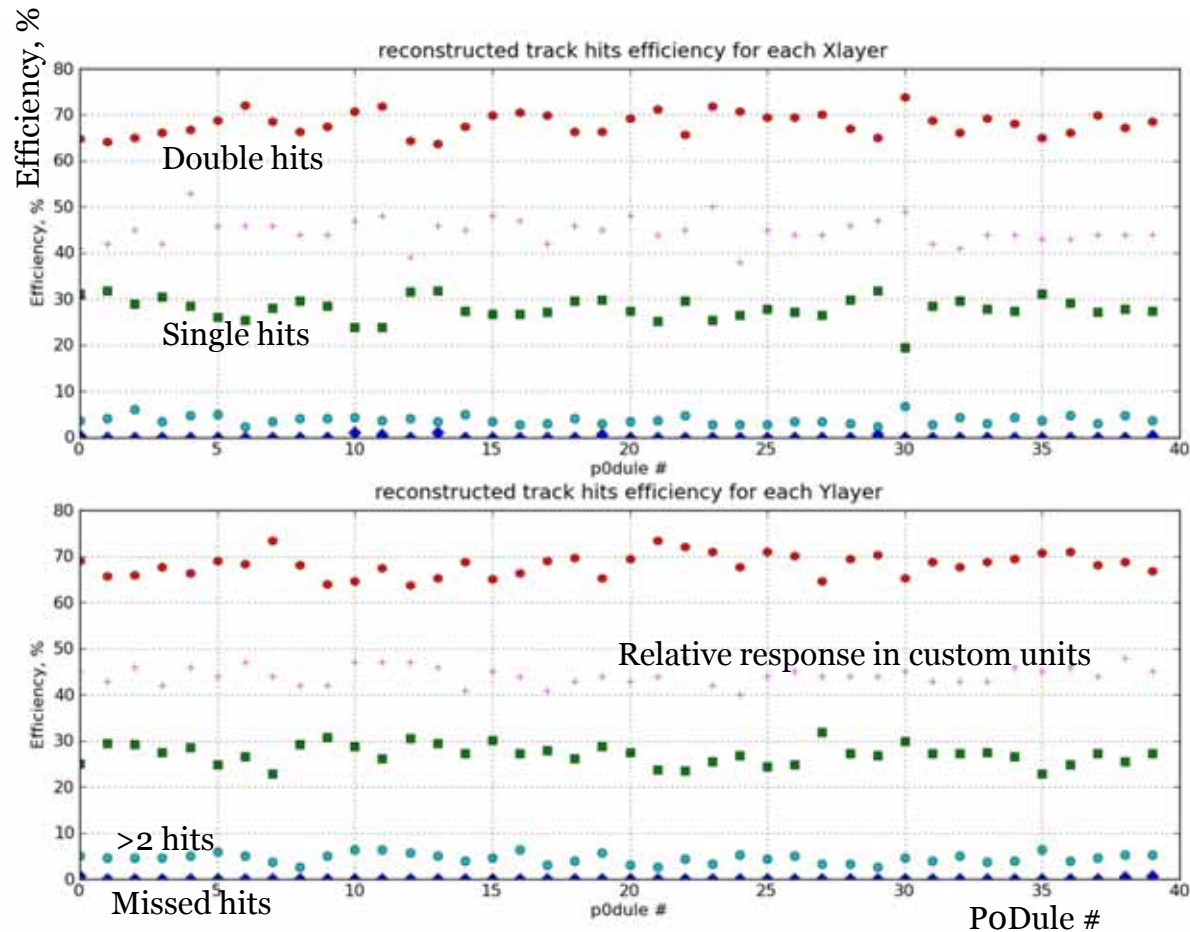 Efficiency, %
reconstructed track hits efficiency for each Xlayer
80
70
60
50
40
30
20
10
0
Efficiency, %
Double hits
Single hits
0 5 10 15 20 25 30 35 40
p0dule #
reconstructed track hits efficiency for each Ylayer
80
70
60
50
40
30
20
10
0
Efficiency, %
Relative response in custom units
>2 hits
Missed hits
0 5 10 15 20 25 30 35 40
p0dule #
P0Dule #